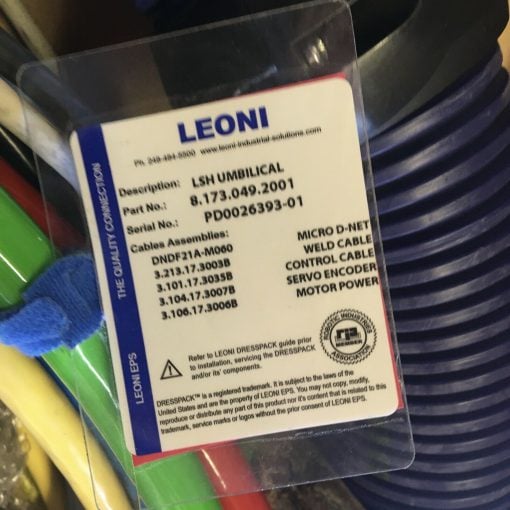 LEONI
Ph. 248-484-5500 www.leoni-industrial-solutions.com
Description: LSH UMBILICAL
Part No.: 8.173.049.2001
Serial No.: PD0026393-01
Cables Assemblies:
DNDF21A-M060 MICRO D-NET
3.213.17.3003B WELD CABLE
3.101.17.3035B CONTROL CABLE
3.104.17.3007B SERVO ENCODER
3.106.17.3006B MOTOR POWER
Refer to LEONI DRESSPACK guide prior
to installation, servicing the DRESSPACK
and/or its' components.
ROBOTIC INDUSTRIES
MEMBER
ASSOCIATION
DRESSPACK™ is a registered trademark. It is subject to the laws of the
United States and are the property of LEONI EPS. You may not copy, modify,
reproduce or distribute any part of this product nor it's content that is related to this
trademark, service marks or logos without the prior consent of LEONI EPS.
THE QUALITY CONNECTION
LEONI EPS